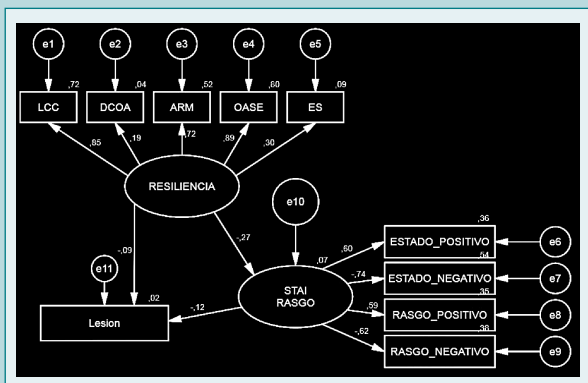 e1
e2
e3
e4
e5
,72
,04
,52
,60
,09
LCC
DCOA
ARM
OASE
ES
,85
,19
,72
,89
,30
RESILIENCIA
e10
-,27
,36
ESTADO_POSITIVO
e6
-,09
,07
,60
,54
ESTADO_NEGATIVO
e7
-,74
e11
,02
STAI
RASGO
,35
,59
RASGO_POSITIVO
e8
Lesion
-,12
-,62
,38
RASGO_NEGATIVO
e9